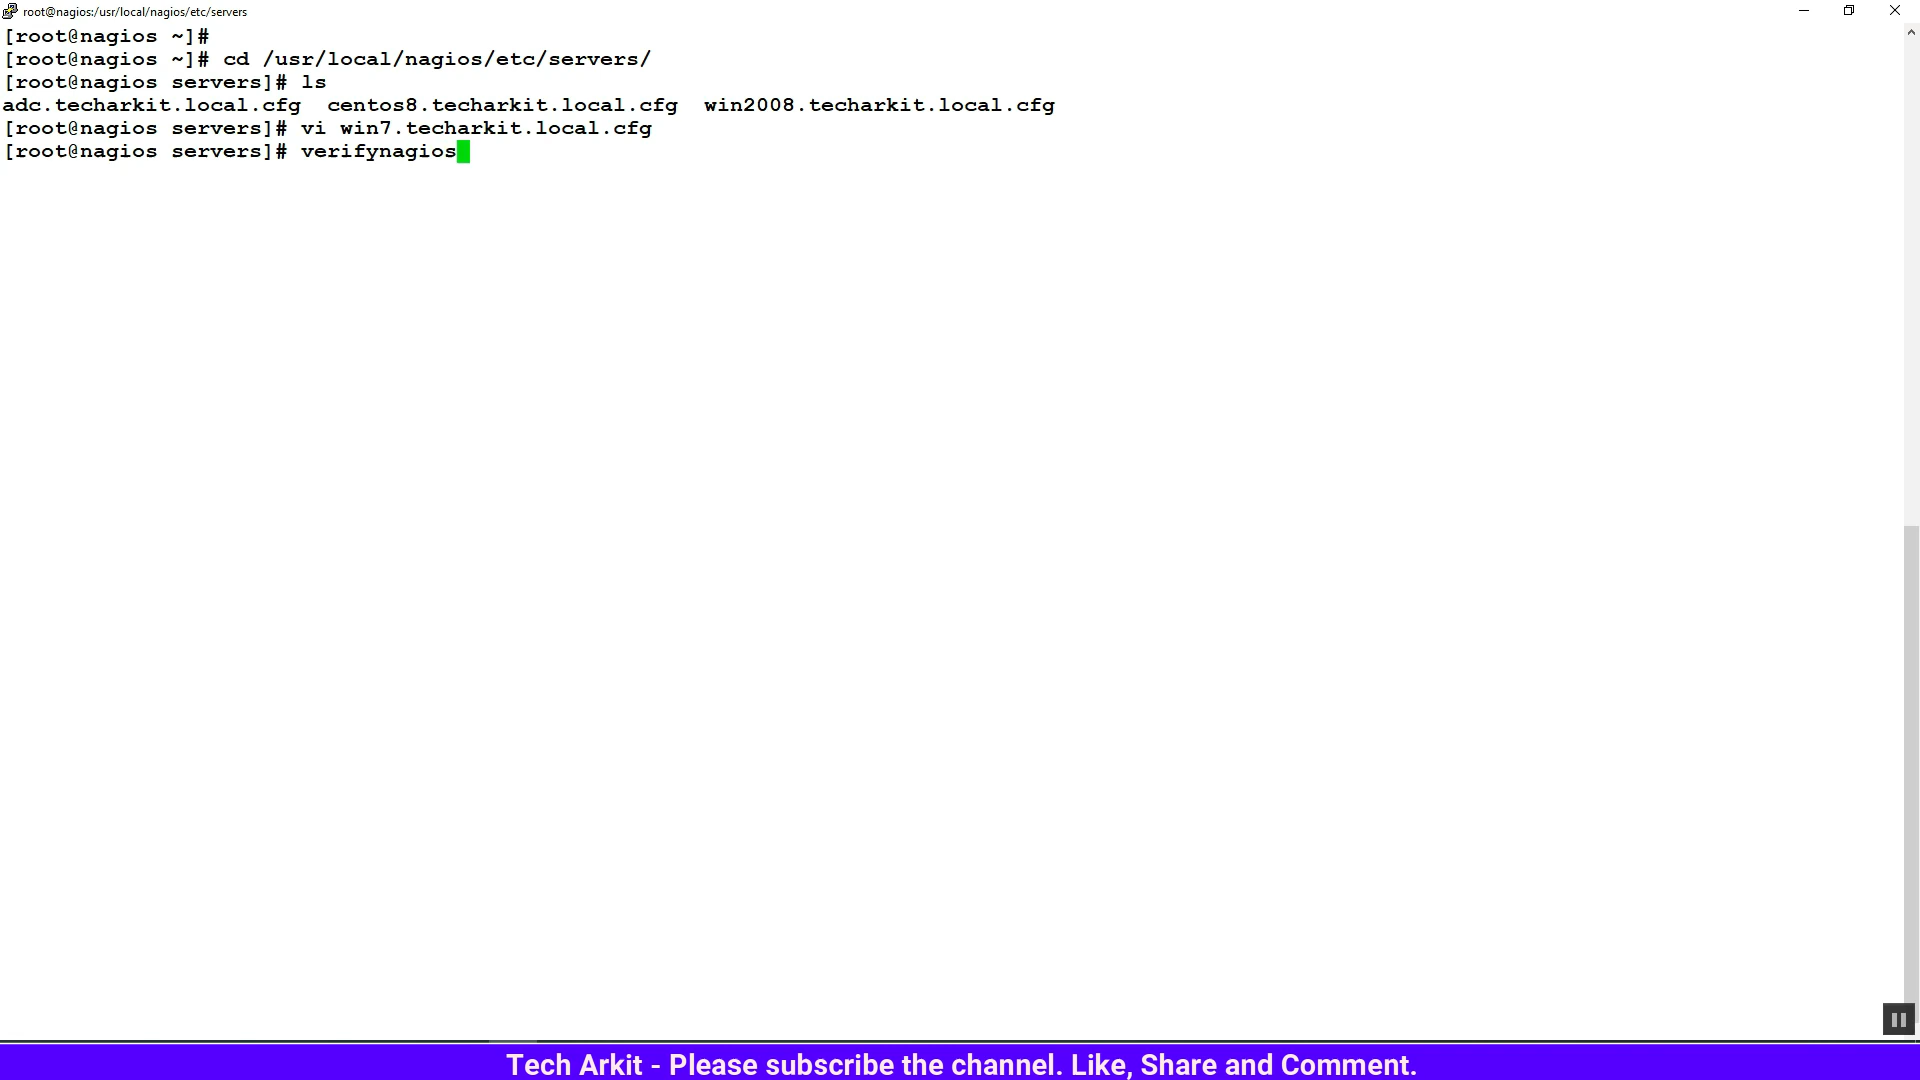 root@nagios:/usr/local/nagios/etc/servers
[root@nagios ~]#
[root@nagios ~]# cd /usr/local/nagios/etc/servers/
[root@nagios servers]# ls
adc.techarkit.local.cfg  centos8.techarkit.local.cfg  win2008.techarkit.local.cfg
[root@nagios servers]# vi win7.techarkit.local.cfg
[root@nagios servers]# verifynagios
Tech Arkit - Please subscribe the channel. Like, Share and Comment.